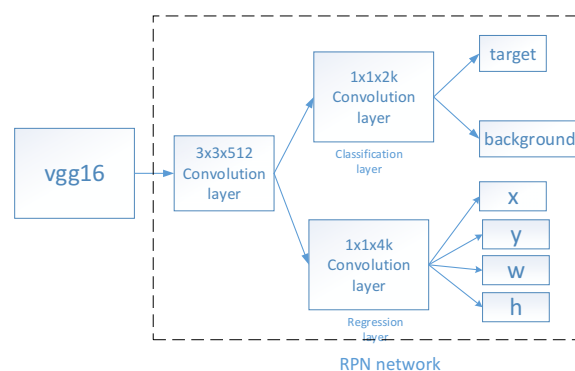 vgg16
3x3x512
Convolution
layer
1x1x2k
Convolution
layer
Classification
layer
target
background
1x1x4k
Convolution
layer
Regression
layer
x
y
w
h
RPN network